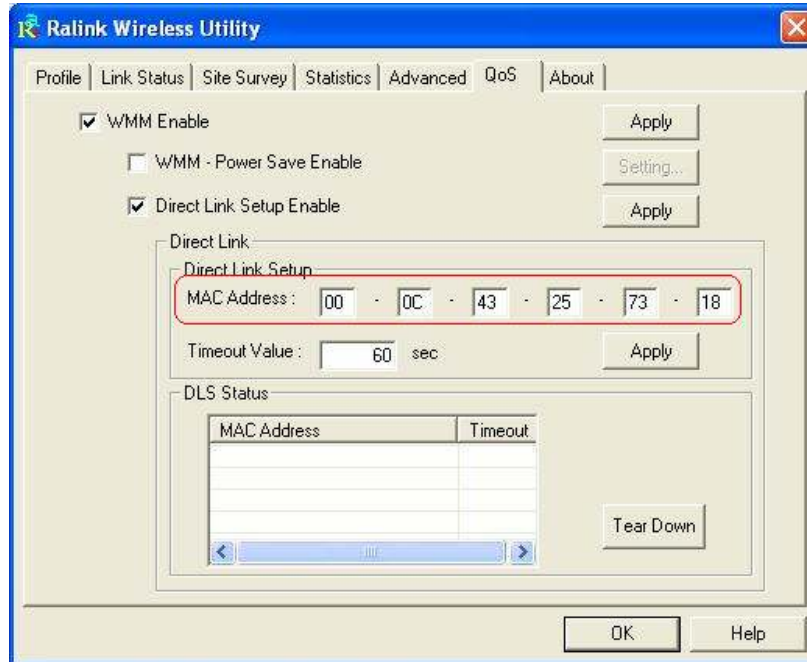 Ralink Wireless Utility
Profile Link Status Site Survey Statistics Advanced QoS About
WMM Enable Apply
WMM - Power Save Enable Setting...
Direct Link Setup Enable Apply
Direct Link
Direct Link Setup
MAC Address : 00 - 0C - 43 - 25 - 73 - 18
Timeout Value : 60 sec Apply
DLS Status
MAC Address Timeout
Tear Down
OK Help